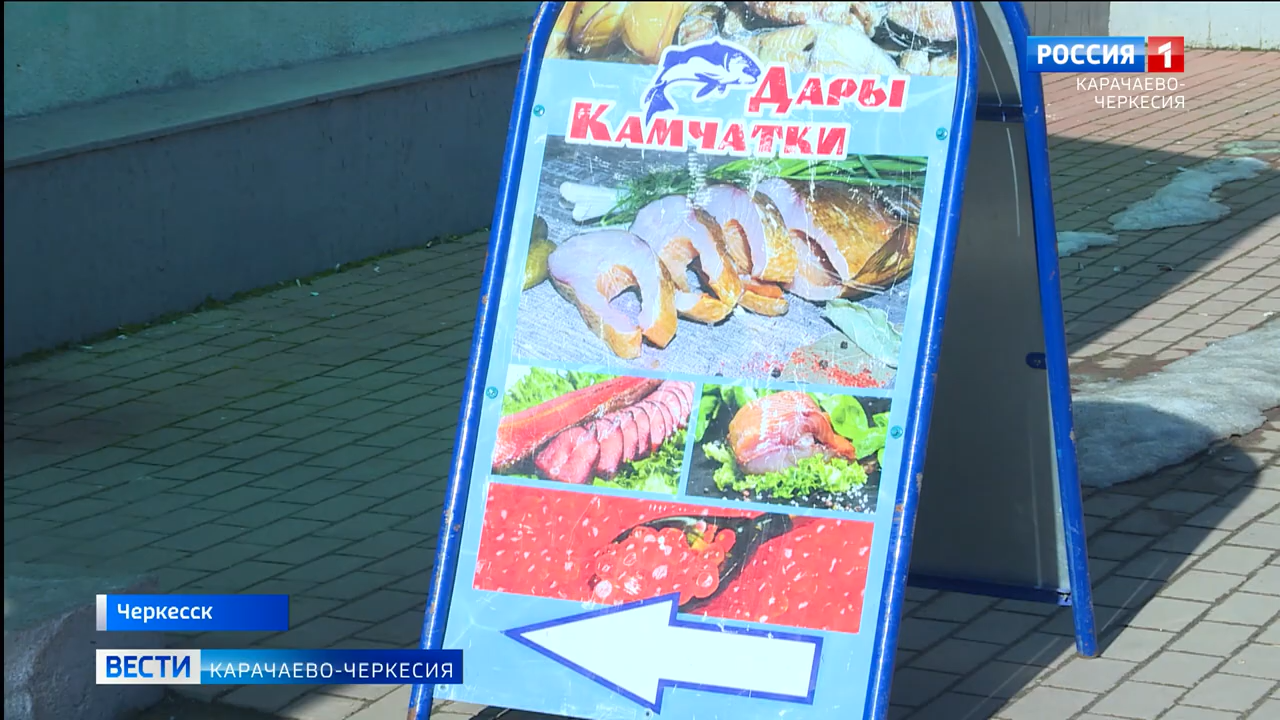 РОССИЯ 1
КАРАЧАЕВО-
ЧЕРКЕСИЯ
ДАРЫ
КАМЧАТКИ
Черкесск
ВЕСТИ КАРАЧАЕВО-ЧЕРКЕСИЯ